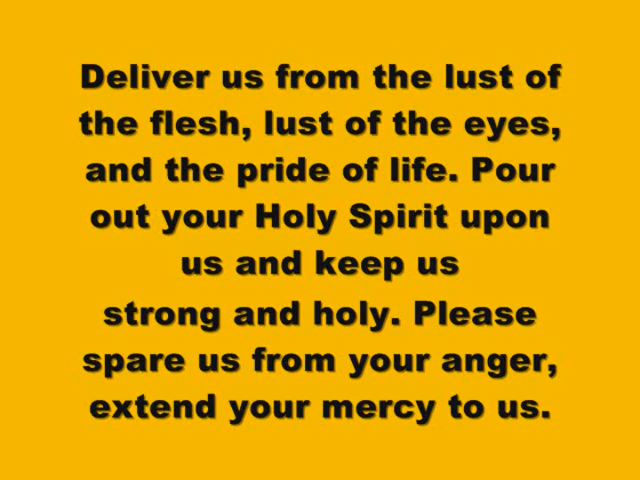 Deliver us from the lust of
the flesh, lust of the eyes,
and the pride of life. Pour
out your Holy Spirit upon
us and keep us
strong and holy. Please
spare us from your anger,
extend your mercy to us.